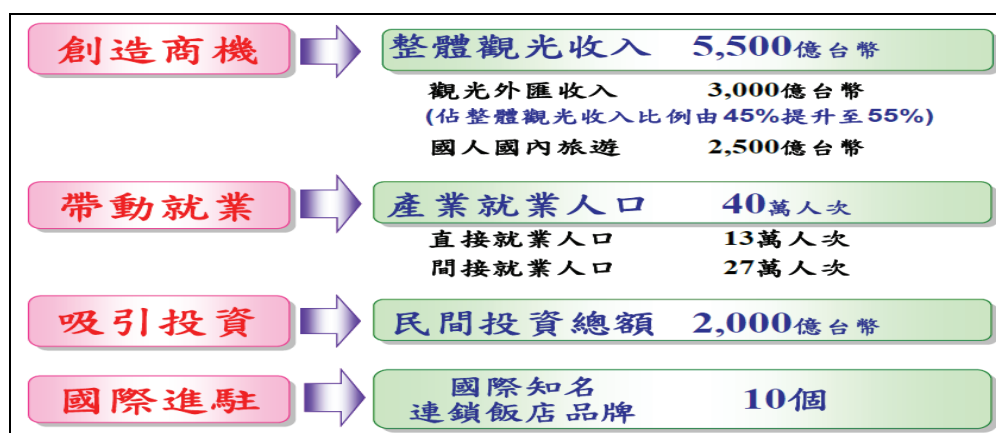 創造商機 整體觀光收入 5,500億台幣
觀光外匯收入 3,000億台幣
(佔整體觀光收入比例由45%提升至55%)
國人國內旅遊 2,500億台幣
帶動就業 產業就業人口 40萬人次
直接就業人口 13萬人次
間接就業人口 27萬人次
吸引投資 民間投資總額 2,000億台幣
國際進駐 國際知名
連鎖飯店品牌 10個